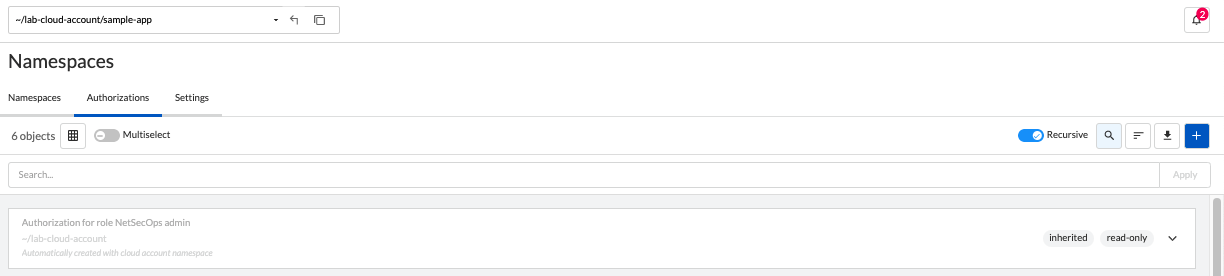 ~/lab-cloud-account/sample-app
2
Namespaces
Namespaces Authorizations Settings
6 objects Multiselect Recursive
Search... Apply
Authorization for role NetSecOps admin
~/lab-cloud-account
inherited read-only
Automatically created with cloud account namespace